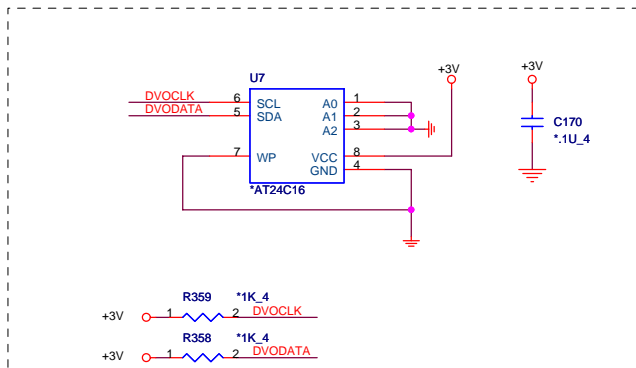 U7
+3V
+3V
DVOCLK 6 SCL A0 1
DVODATA 5 SDA A1 2
A2 3
C170
*.1U_4
7 WP VCC 8
GND 4
*AT24C16
R359 *1K_4
+3V 1 2 DVOCLK
R358 *1K_4
+3V 1 2 DVODATA